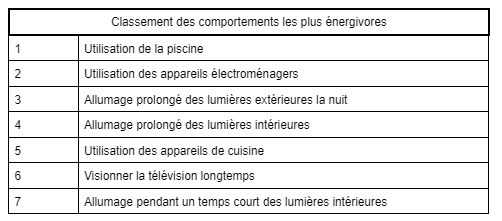 Classement des comportements les plus énergivores
1 Utilisation de la piscine
2 Utilisation des appareils électroménagers
3 Allumage prolongé des lumières extérieures la nuit
4 Allumage prolongé des lumières intérieures
5 Utilisation des appareils de cuisine
6 Visionner la télévision longtemps
7 Allumage pendant un temps court des lumières intérieures